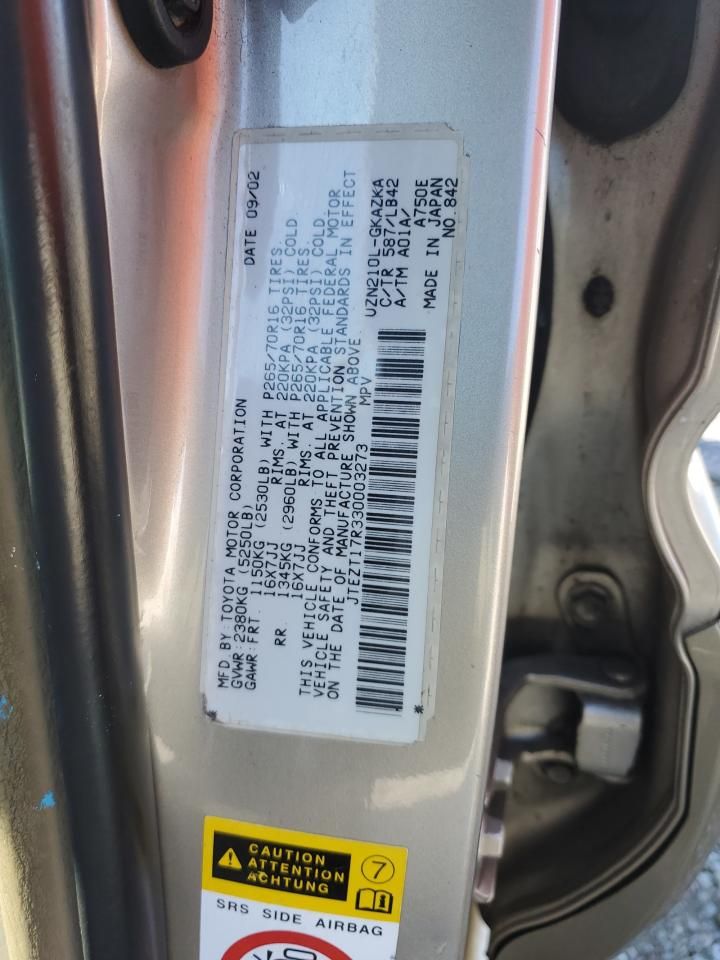 MFD BY:TOYOTA MOTOR CORPORATION
DATE 09/02
GVWR:2380KG (5250LB)
GAWR:FRT. 1150KG (2530LB) WITH P265/70R16 TIRES.
16X7JJ RIMS. AT 220KPA (32PSI) COLD.
RR. 1345KG (2960LB) WITH P265/70R16 TIRES.
16X7JJ RIMS. AT 220KPA (32PSI) COLD.
THIS VEHICLE CONFORMS TO ALL APPLICABLE FEDERAL MOTOR
VEHICLE SAFETY AND THEFT PREVENTION STANDARDS IN EFFECT
ON THE DATE OF MANUFACTURE SHOWN ABOVE.
JTEZT17R330003273 MPV
UZN210L-GKAZKA
C/TR 587/LB42
A/TM A01A/ A750E
MADE IN JAPAN
NO.842
CAUTION
ATTENTION
ACHTUNG
7
SRS SIDE AIRBAG